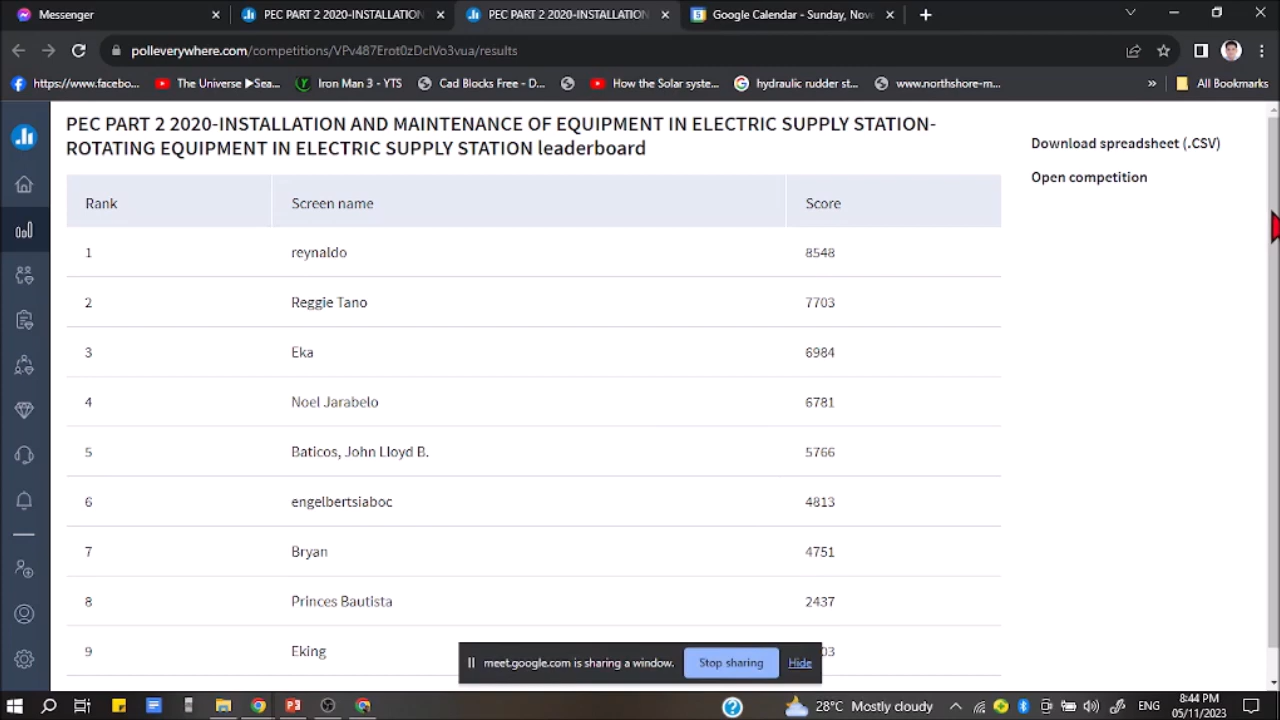 Messenger
PEC PART 2 2020-INSTALLATION
PEC PART 2 2020-INSTALLATION
Google Calendar - Sunday, Nove
polleverywhere.com/competitions/VPv487Erot0zDcIVo3vua/results
https://www.faceboo...
The Universe ▶Sea...
Iron Man 3 - YTS
Cad Blocks Free - D...
How the Solar syste...
hydraulic rudder st...
www.northshore-m...
»
All Bookmarks
PEC PART 2 2020-INSTALLATION AND MAINTENANCE OF EQUIPMENT IN ELECTRIC SUPPLY STATION-
ROTATING EQUIPMENT IN ELECTRIC SUPPLY STATION leaderboard
Download spreadsheet (.CSV)
Open competition
Rank Screen name Score
1 reynaldo 8548
2 Reggie Tano 7703
3 Eka 6984
4 Noel Jarabelo 6781
5 Baticos, John Lloyd B. 5766
6 engelbertsiaboc 4813
7 Bryan 4751
8 Princes Bautista 2437
9 Eking 03
meet.google.com is sharing a window. Stop sharing Hide
28°C Mostly cloudy
ENG
8:44 PM
05/11/2023